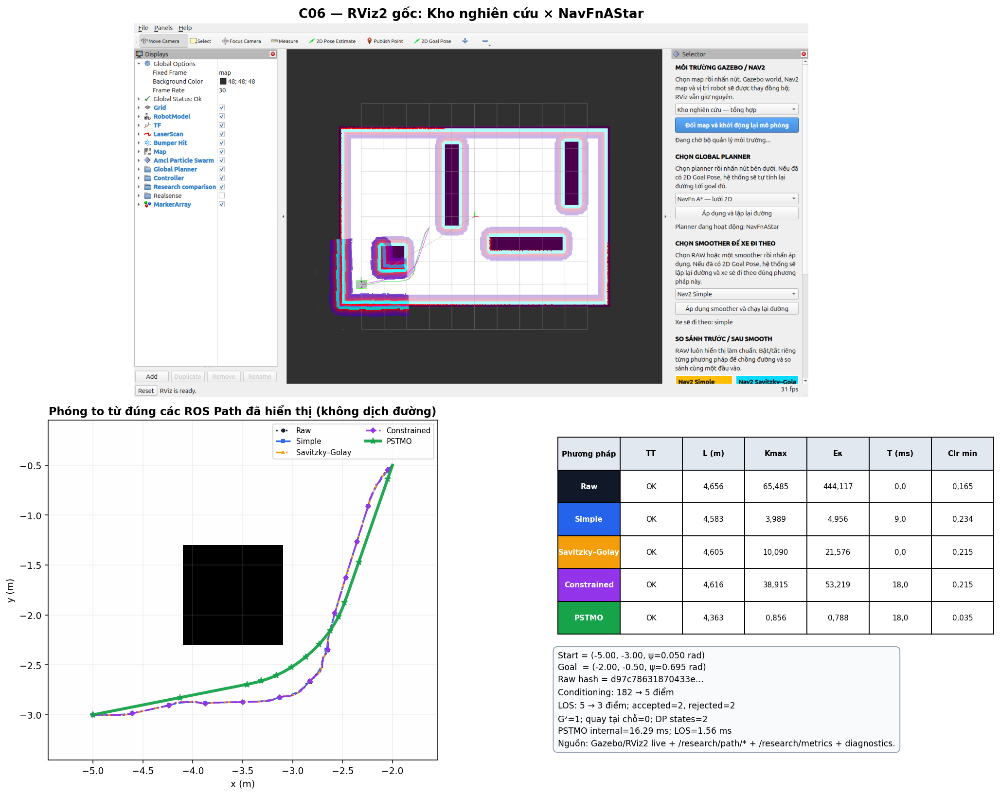 C06 — RViz2 gốc: Kho nghiên cứu × NavFnAStar
File Panels Help
Move Camera Select Focus Camera Measure 2D Pose Estimate Publish Point 2D Goal Pose
Displays
Global Options
Fixed Frame map
Background Color 48; 48; 48
Frame Rate 30
Global Status: Ok
Grid
RobotModel
TF
LaserScan
Bumper Hit
Map
Amcl Particle Swarm
Global Planner
Controller
Research comparison
Realsense
MarkerArray
Add Duplicate Remove Rename
Reset RViz is ready.
Selector
MÔI TRƯỜNG GAZEBO / NAV2
Chọn map rồi nhấn nút. Gazebo world, Nav2
map và vị trí robot sẽ được thay đồng bộ;
RViz vẫn giữ nguyên.
Kho nghiên cứu — tổng hợp
Đổi map và khởi động lại mô phỏng
Đang chờ bộ quản lý môi trường...
CHỌN GLOBAL PLANNER
Chọn planner rồi nhấn nút bên dưới. Nếu đã
có 2D Goal Pose, hệ thống sẽ tự tính lại
đường tới goal đó.
NavFn A* — lưới 2D
Áp dụng và lập lại đường
Planner đang hoạt động: NavFnAStar
CHỌN SMOOTHER ĐỂ XE ĐI THEO
Chọn RAW hoặc một smoother rồi nhấn áp
dụng. Nếu đã có 2D Goal Pose, hệ thống sẽ
lập lại đường và xe sẽ đi theo đúng phương
pháp này.
Nav2 Simple
Áp dụng smoother và chạy lại đường
Xe sẽ đi theo: simple
SO SÁNH TRƯỚC / SAU SMOOTH
RAW luôn hiển thị làm chuẩn. Bật/tắt riêng
từng phương pháp để chồng đường và so
sánh cùng một đầu vào.
Nav2 Simple Nav2 Savitzky–Gola
31 fps
Phóng to từ đúng các ROS Path đã hiển thị (không dịch đường)
Raw
Simple
Savitzky–Golay
Constrained
PSTMO
−0.5
−1.0
−1.5
−2.0
−2.5
−3.0
y (m)
−5.0 −4.5 −4.0 −3.5 −3.0 −2.5 −2.0
x (m)
Phương pháp TT L (m) Kmax Eκ T (ms) Clr min
Raw OK 4,656 65,485 444,117 0,0 0,165
Simple OK 4,583 3,989 4,956 9,0 0,234
Savitzky–Golay OK 4,605 10,090 21,576 0,0 0,215
Constrained OK 4,616 38,915 53,219 18,0 0,215
PSTMO OK 4,363 0,856 0,788 18,0 0,035
Start = (-5.00, -3.00, ψ=0.050 rad)
Goal  = (-2.00, -0.50, ψ=0.695 rad)
Raw hash = d97c78631870433e…
Conditioning: 182 → 5 điểm
LOS: 5 → 3 điểm; accepted=2, rejected=2
G²=1; quay tại chỗ=0; DP states=2
PSTMO internal=16.29 ms; LOS=1.56 ms
Nguồn: Gazebo/RViz2 live + /research/path/* + /research/metrics + diagnostics.